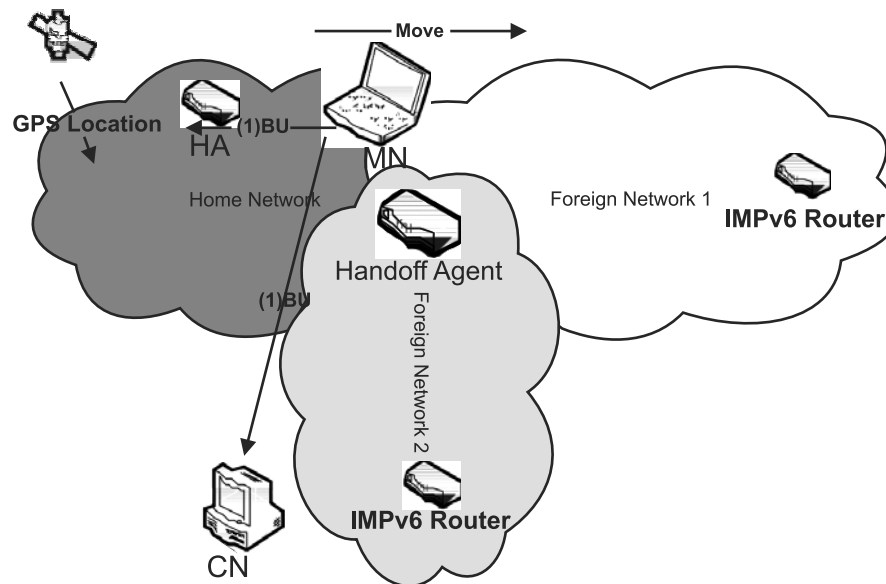 Move
GPS Location
(1)BU
HA
MN
Home Network
Foreign Network 1
IMPv6 Router
Handoff Agent
(1)BU
Foreign Network 2
IMPv6 Router
CN